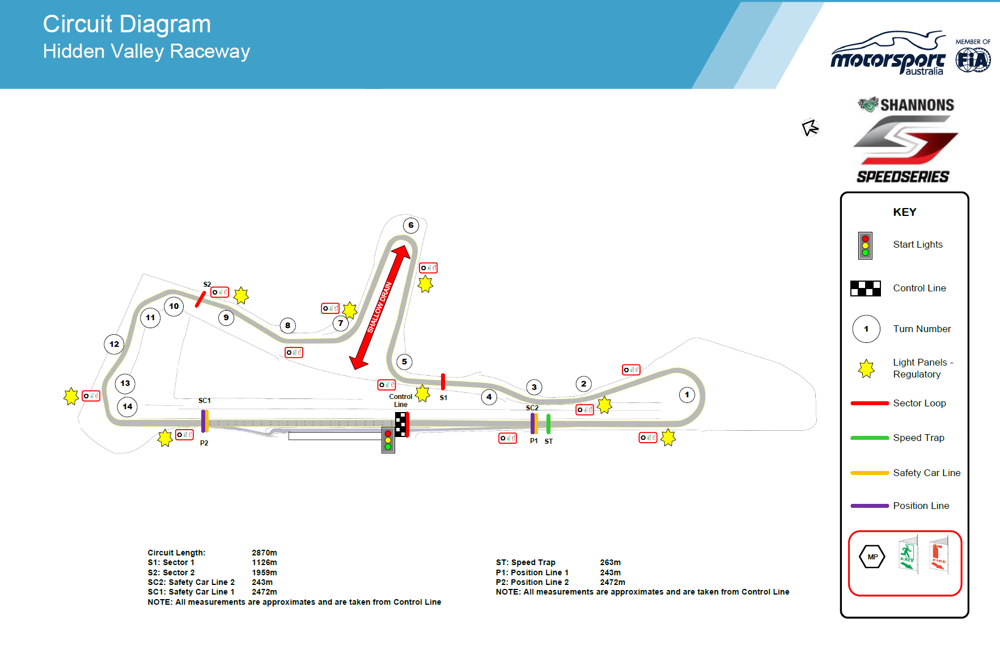 Circuit Diagram
Hidden Valley Raceway
motorsport
australia
MEMBER OF
FiA
SHANNONS
SPEEDSERIES
N
KEY
Start Lights
Control Line
1
Turn Number
Light Panels -
Regulatory
Sector Loop
Speed Trap
Safety Car Line
Position Line
MP
EXIT
FIRE
6
S2
10
11
9
8
7
SHALLOW DRAIN
12
5
13
14
SC1
P2
Control
Line
S1
4
3
2
1
SC2
P1
ST
Circuit Length: 2870m
S1: Sector 1 1126m
S2: Sector 2 1959m
SC2: Safety Car Line 2 243m
SC1: Safety Car Line 1 2472m
NOTE: All measurements are approximates and are taken from Control Line
ST: Speed Trap 263m
P1: Position Line 1 243m
P2: Position Line 2 2472m
NOTE: All measurements are approximates and are taken from Control Line